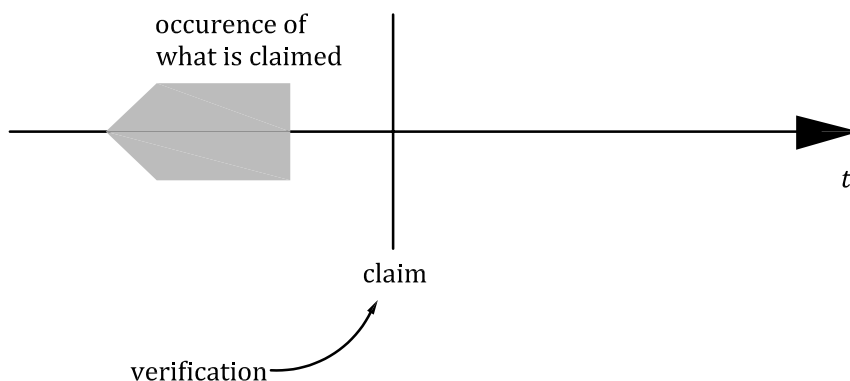 occurence of
what is claimed
t
claim
verification